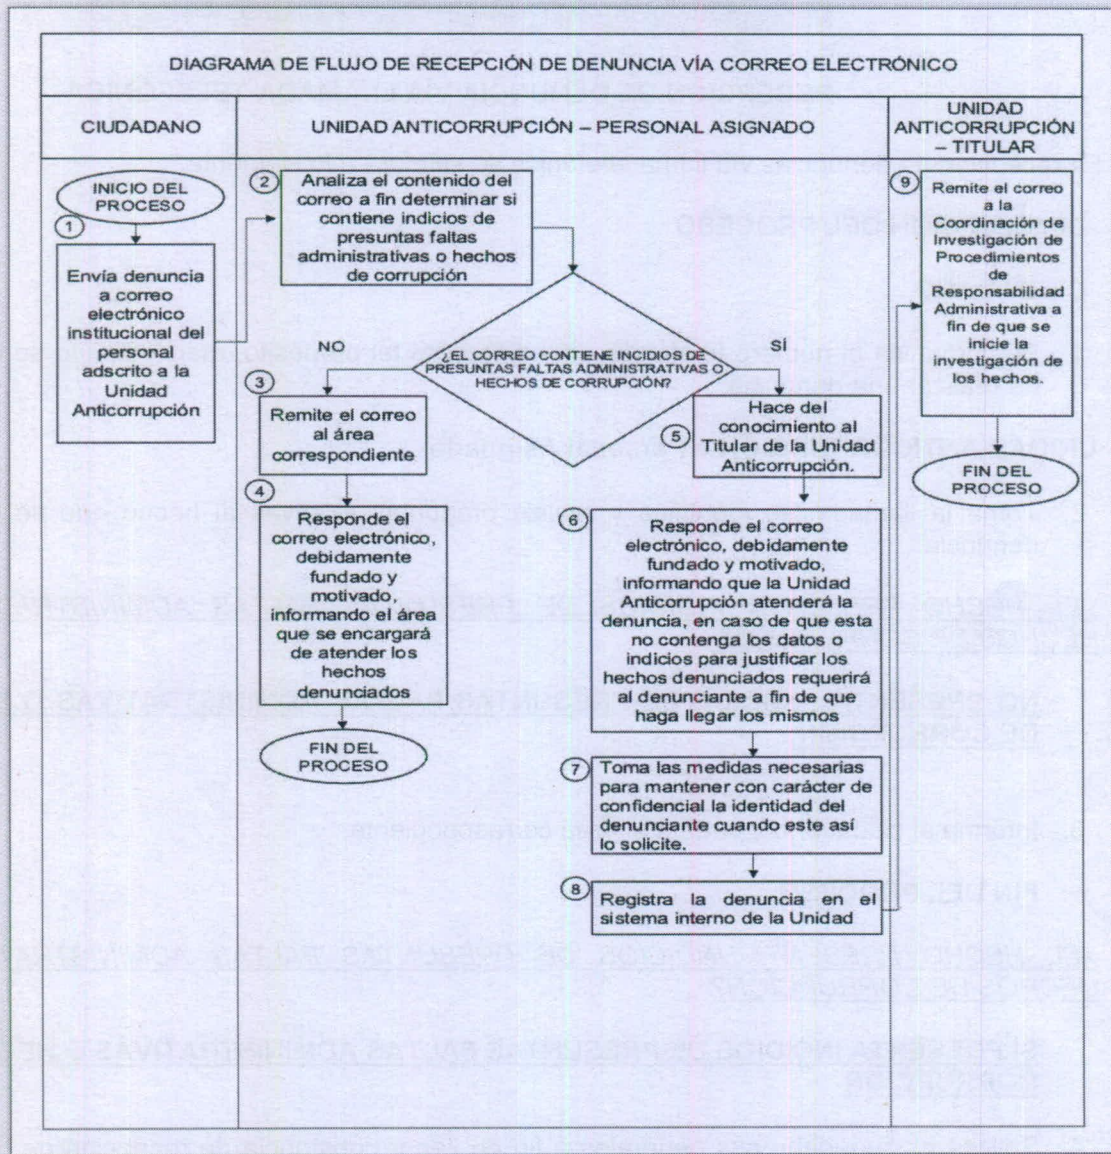 DIAGRAMA DE FLUJO DE RECEPCIÓN DE DENUNCIA VÍA CORREO ELECTRÓNICO
CIUDADANO
UNIDAD ANTICORRUPCIÓN – PERSONAL ASIGNADO
UNIDAD
ANTICORRUPCIÓN
– TITULAR
INICIO DEL
PROCESO
1
Envía denuncia
a correo
electrónico
institucional del
personal
adscrito a la
Unidad
Anticorrupción
2
Analiza el contenido del
correo a fin determinar si
contiene indicios de
presuntas faltas
administrativas o hechos
de corrupción
¿EL CORREO CONTIENE INCIDIOS DE
PRESUNTAS FALTAS ADMINISTRATIVAS O
HECHOS DE CORRUPCIÓN?
NO
SÍ
3
Remite el correo
al área
correspondiente
4
Responde el
correo electrónico,
debidamente
fundado y
motivado,
informando el área
que se encargará
de atender los
hechos
denunciados
FIN DEL
PROCESO
5
Hace del
conocimiento al
Titular de la Unidad
Anticorrupción.
6
Responde el correo
electrónico, debidamente
fundado y motivado,
informando que la Unidad
Anticorrupción atenderá la
denuncia, en caso de que esta
no contenga los datos o
indicios para justificar los
hechos denunciados requerirá
al denunciante a fin de que
haga llegar los mismos
7
Toma las medidas necesarias
para mantener con carácter de
confidencial la identidad del
denunciante cuando este así
lo solicite.
8
Registra la denuncia en el
sistema interno de la Unidad
9
Remite el correo
a la
Coordinación de
Investigación de
Procedimientos
de
Responsabilidad
Administrativa a
fin de que se
inicie la
investigación de
los hechos.
FIN DEL
PROCESO